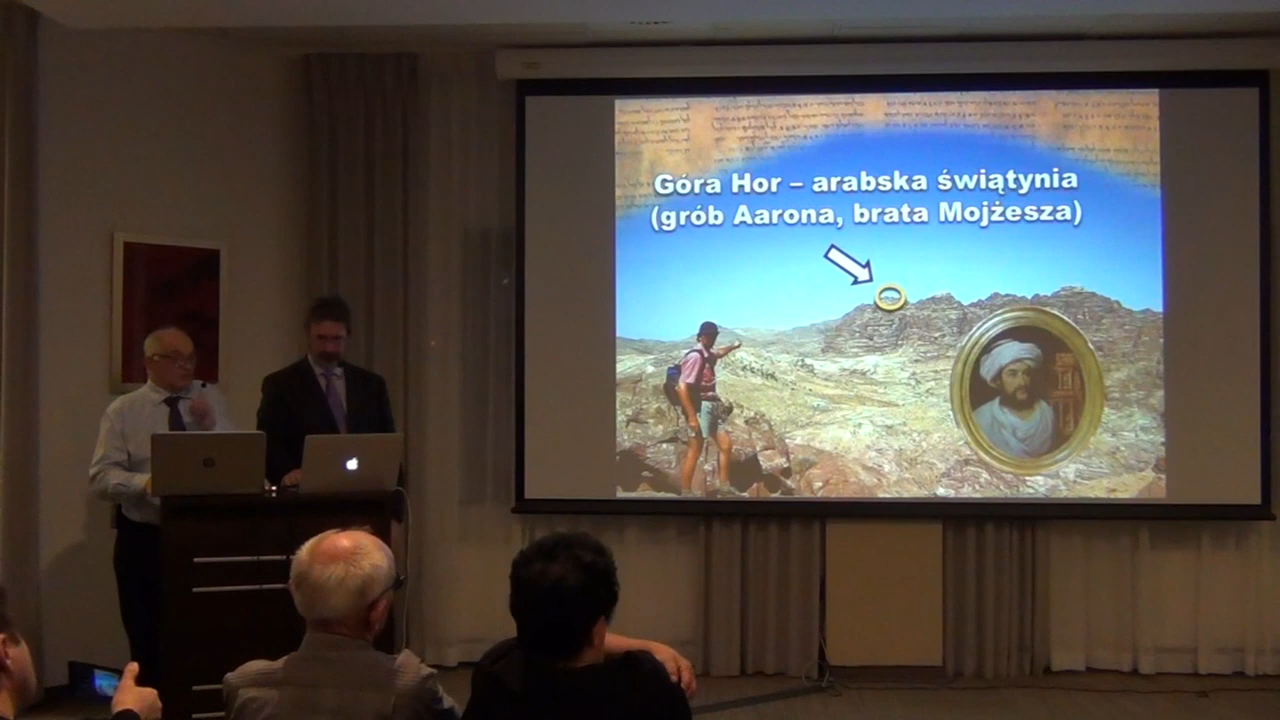 Góra Hor – arabska świątynia
(grób Aarona, brata Mojżesza)